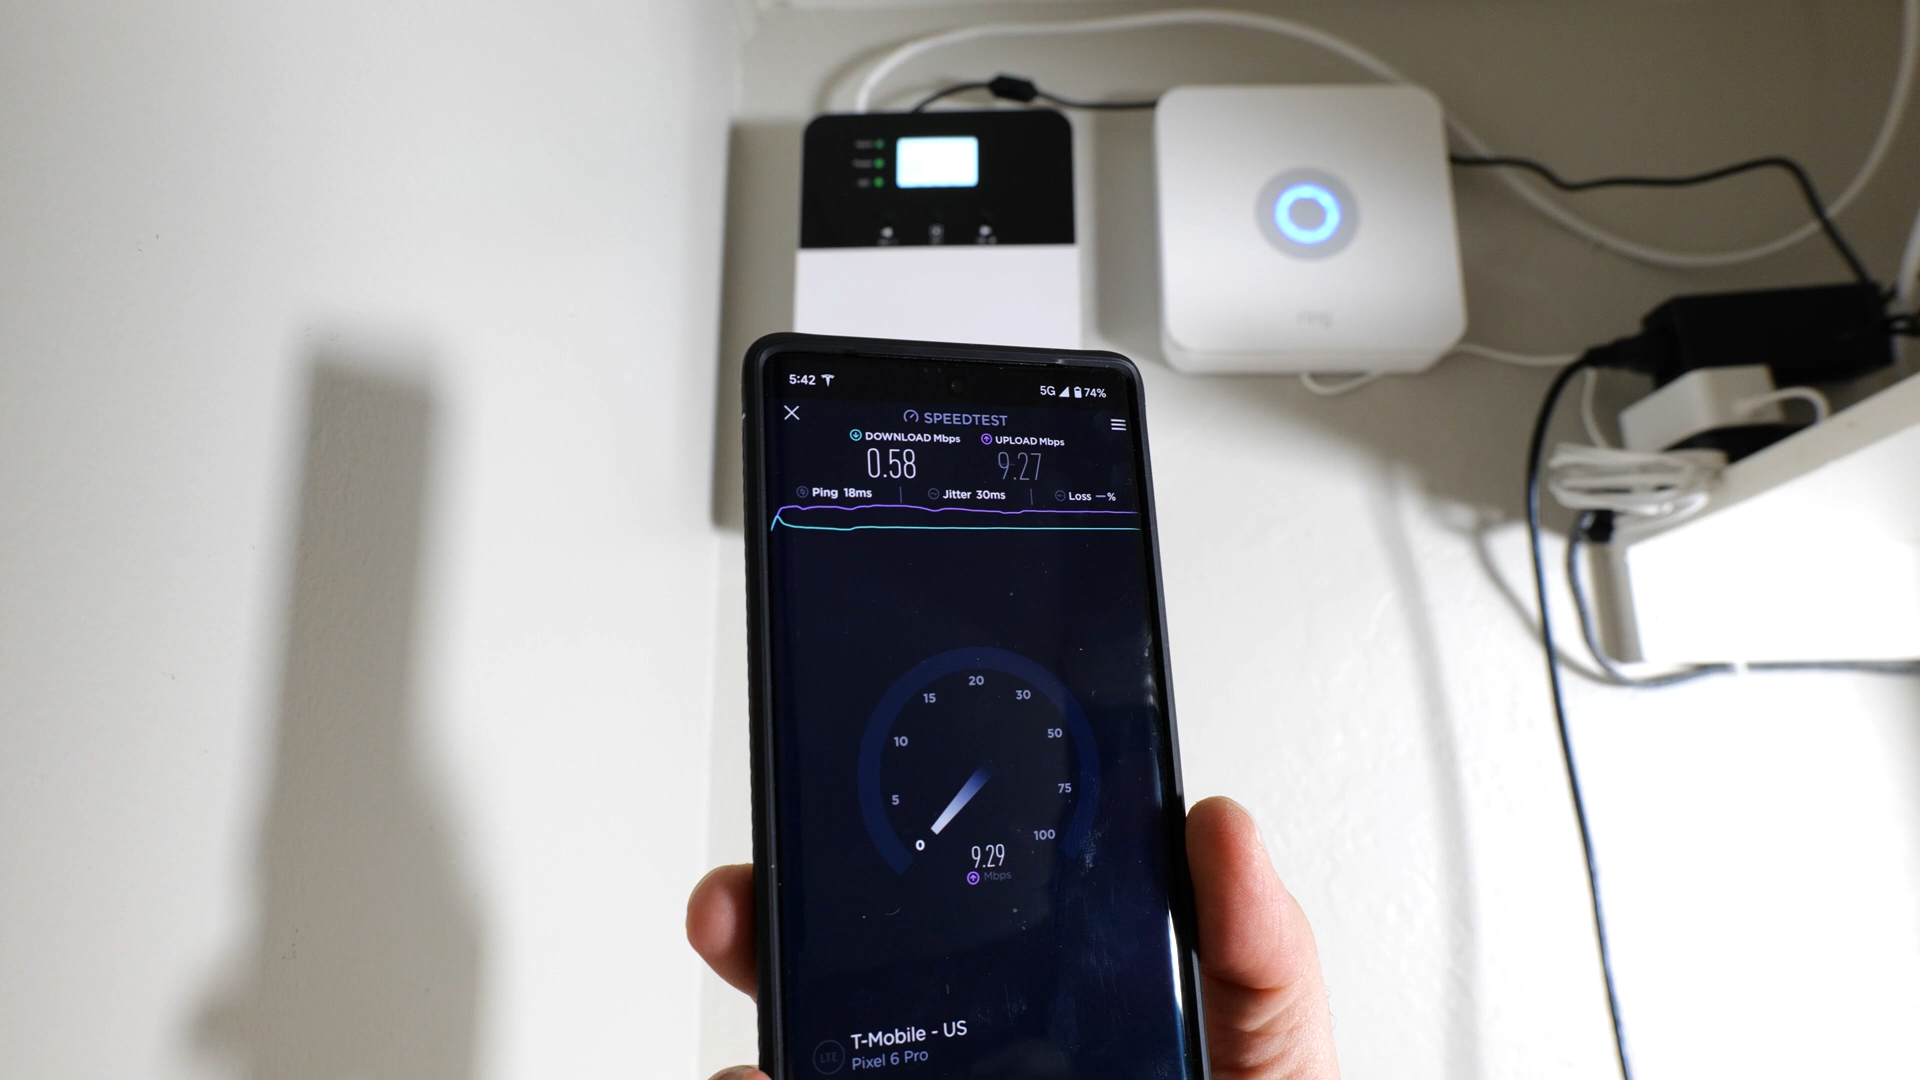 ring
5:42
5G 74%
SPEEDTEST
DOWNLOAD Mbps UPLOAD Mbps
0.58 9.27
Ping 18ms Jitter 30ms Loss —%
20
15 30
10 50
5 75
0 100
9.29
Mbps
LTE T-Mobile - US
Pixel 6 Pro